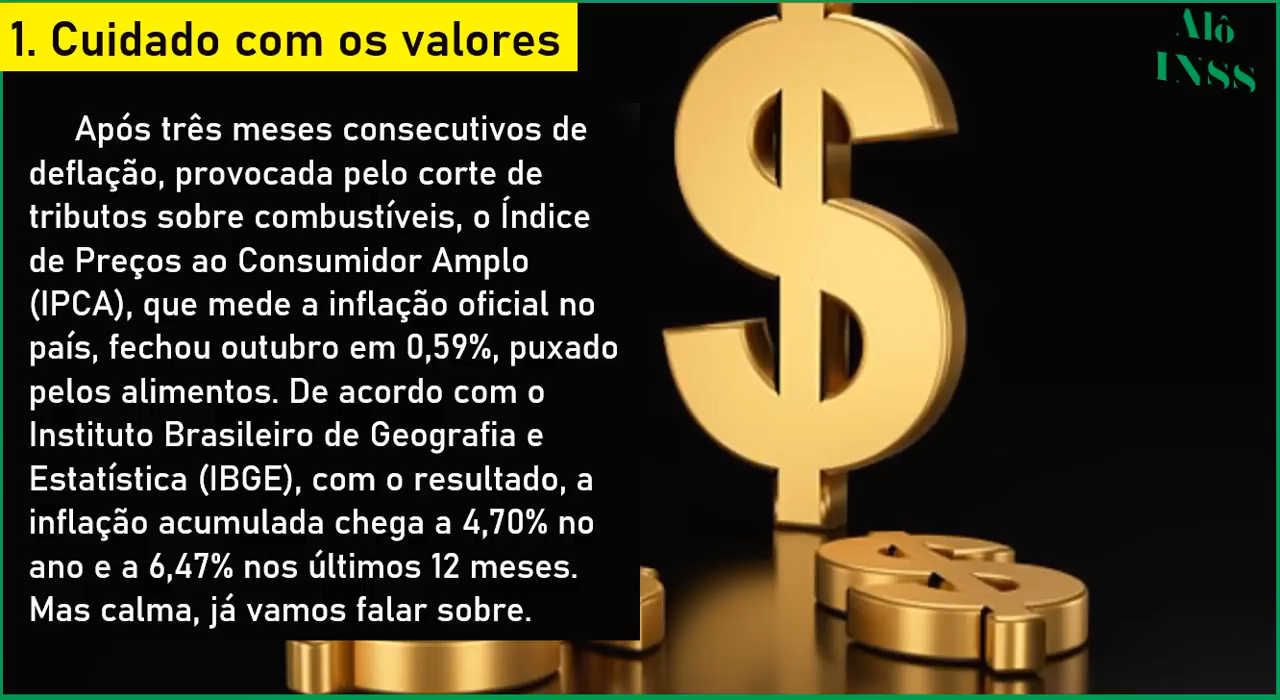 1. Cuidado com os valores
Alô
INSS
Após três meses consecutivos de
deflação, provocada pelo corte de
tributos sobre combustíveis, o Índice
de Preços ao Consumidor Amplo
(IPCA), que mede a inflação oficial no
país, fechou outubro em 0,59%, puxado
pelos alimentos. De acordo com o
Instituto Brasileiro de Geografia e
Estatística (IBGE), com o resultado, a
inflação acumulada chega a 4,70% no
ano e a 6,47% nos últimos 12 meses.
Mas calma, já vamos falar sobre.